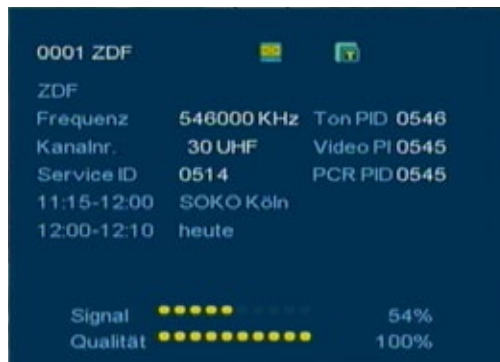 0001 ZDF
ZDF
Frequenz 546000 KHz Ton PID 0546
Kanalnr. 30 UHF Video PI 0545
Service ID 0514 PCR PID 0545
11:15-12:00 SOKO Köln
12:00-12:10 heute
Signal 54%
Qualität 100%